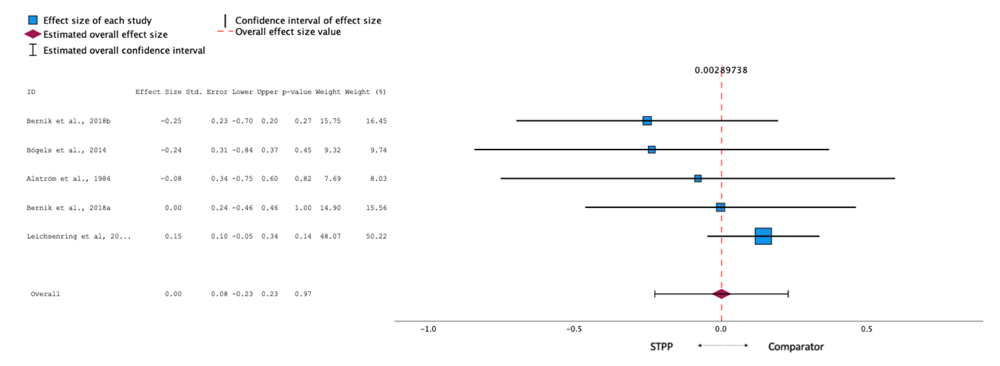 Effect size of each study
Estimated overall effect size
Estimated overall confidence interval
Confidence interval of effect size
Overall effect size value
0.00289738
ID Effect Size Std. Error Lower Upper p-value Weight Weight (%)
Bernik et al., 2018b -0.25 0.23 -0.70 0.20 0.27 15.75 16.45
Bögels et al., 2014 -0.24 0.31 -0.84 0.37 0.45 9.32 9.74
Alström et al., 1984 -0.08 0.34 -0.75 0.60 0.82 7.69 8.03
Bernik et al., 2018a 0.00 0.24 -0.46 0.46 1.00 14.90 15.56
Leichsenring et al, 20... 0.15 0.10 -0.05 0.34 0.14 48.07 50.22
Overall 0.00 0.08 -0.23 0.23 0.97
-1.0 -0.5 0.0 0.5
STPP Comparator